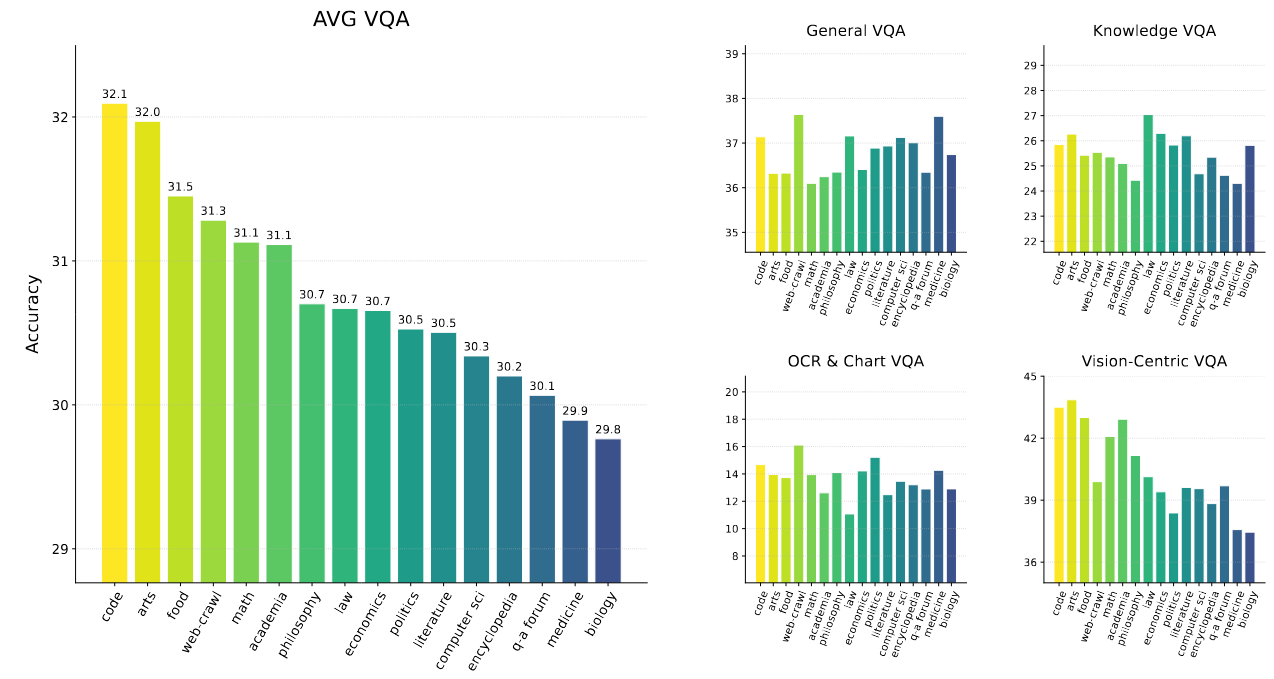 AVG VQA
Accuracy
32
31
30
29
32.1
32.0
31.5
31.3
31.1
31.1
30.7
30.7
30.7
30.5
30.5
30.3
30.2
30.1
29.9
29.8
code
arts
food
web-crawl
math
academia
philosophy
law
economics
politics
literature
computer sci
encyclopedia
q-a forum
medicine
biology
General VQA
39
38
37
36
35
code
arts
food
web-crawl
math
academia
philosophy
law
economics
politics
literature
computer sci
encyclopedia
q-a forum
medicine
biology
Knowledge VQA
29
28
27
26
25
24
23
22
code
arts
food
web-crawl
math
academia
philosophy
law
economics
politics
literature
computer sci
encyclopedia
q-a forum
medicine
biology
OCR & Chart VQA
20
18
16
14
12
10
8
code
arts
food
web-crawl
math
academia
philosophy
law
economics
politics
literature
computer sci
encyclopedia
q-a forum
medicine
biology
Vision-Centric VQA
45
42
39
36
code
arts
food
web-crawl
math
academia
philosophy
law
economics
politics
literature
computer sci
encyclopedia
q-a forum
medicine
biology